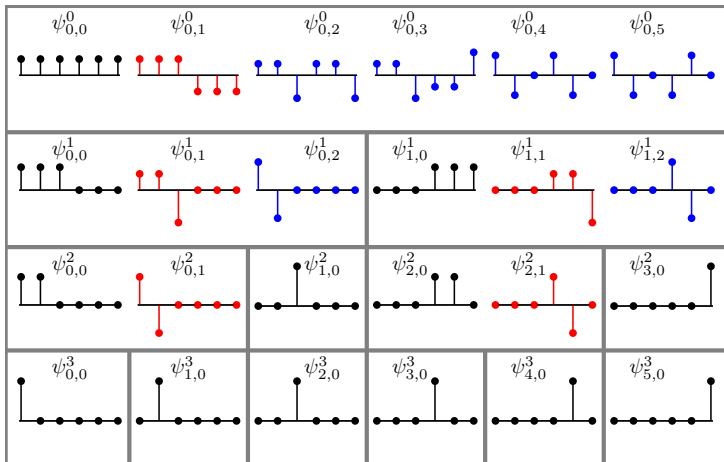 ψ^0_{0,0} ψ^0_{0,1} ψ^0_{0,2} ψ^0_{0,3} ψ^0_{0,4} ψ^0_{0,5}
ψ^1_{0,0} ψ^1_{0,1} ψ^1_{0,2} ψ^1_{1,0} ψ^1_{1,1} ψ^1_{1,2}
ψ^2_{0,0} ψ^2_{0,1} ψ^2_{1,0} ψ^2_{2,0} ψ^2_{2,1} ψ^2_{3,0}
ψ^3_{0,0} ψ^3_{1,0} ψ^3_{2,0} ψ^3_{3,0} ψ^3_{4,0} ψ^3_{5,0}